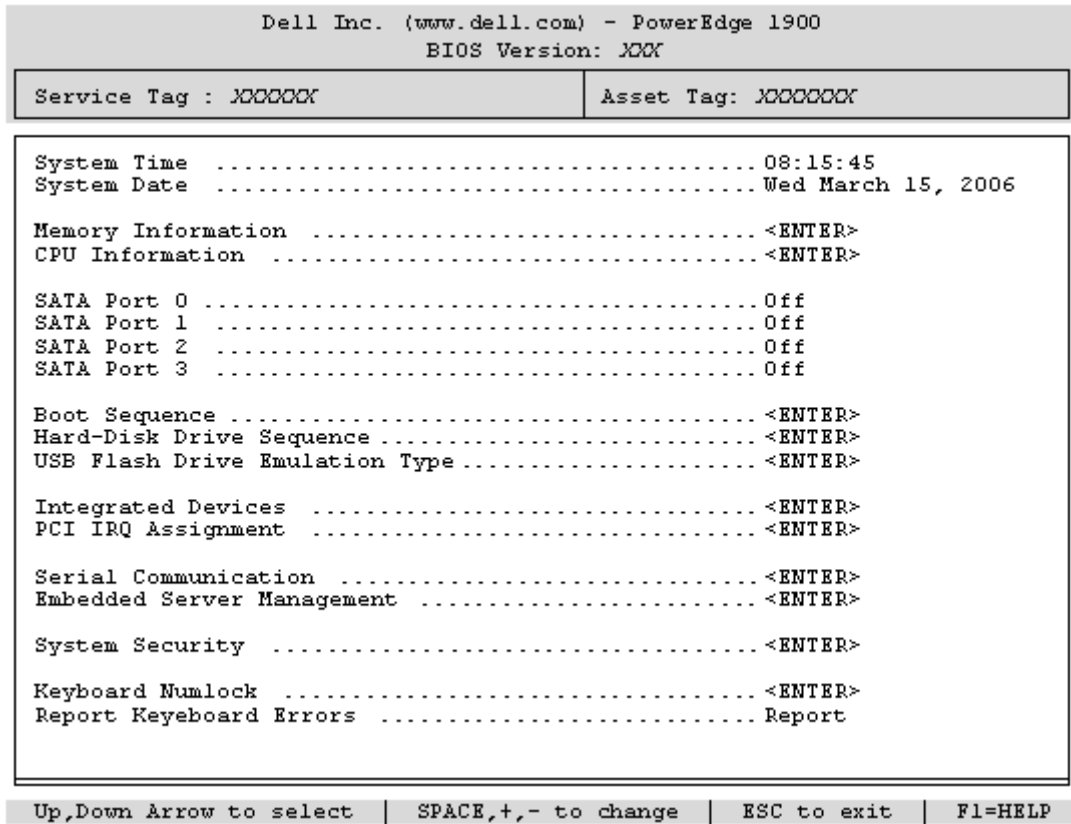 Dell Inc. (www.dell.com) - PowerEdge 1900
BIOS Version: XXX
Service Tag : XXXXXX Asset Tag: XXXXXXX
System Time ........................................ 08:15:45
System Date ........................................ Wed March 15, 2006
Memory Information ................................. <ENTER>
CPU Information .................................... <ENTER>
SATA Port 0 ......................................... Off
SATA Port 1 ........................................ Off
SATA Port 2 ........................................ Off
SATA Port 3 ........................................ Off
Boot Sequence ....................................... <ENTER>
Hard-Disk Drive Sequence ............................ <ENTER>
USB Flash Drive Emulation Type ...................... <ENTER>
Integrated Devices ................................. <ENTER>
PCI IRQ Assignment ................................. <ENTER>
Serial Communication ............................... <ENTER>
Embedded Server Management ......................... <ENTER>
System Security .................................... <ENTER>
Keyboard Numlock ................................... <ENTER>
Report Keyeboard Errors ............................ Report
Up,Down Arrow to select | SPACE,+,- to change | ESC to exit | F1=HELP